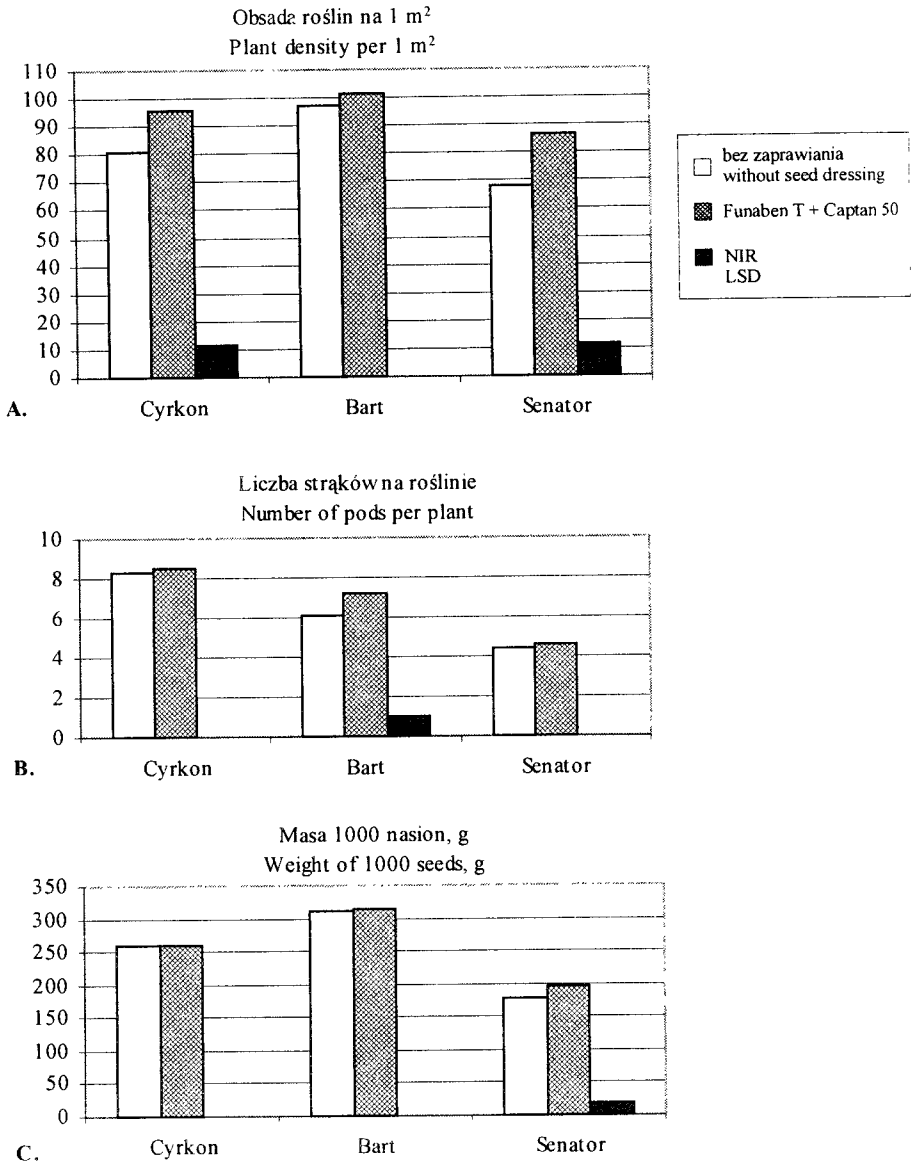 Obsada roślin na 1 m²
Plant density per 1 m²
110
100
90
80
70
60
50
40
30
20
10
0
Cyrkon
Bart
Senator
A.
bez zaprawiania
without seed dressing
Funaben T + Captan 50
NIR
LSD
Liczba strąków na roślinie
Number of pods per plant
10
8
6
4
2
0
Cyrkon
Bart
Senator
B.
Masa 1000 nasion, g
Weight of 1000 seeds, g
350
300
250
200
150
100
50
0
Cyrkon
Bart
Senator
C.